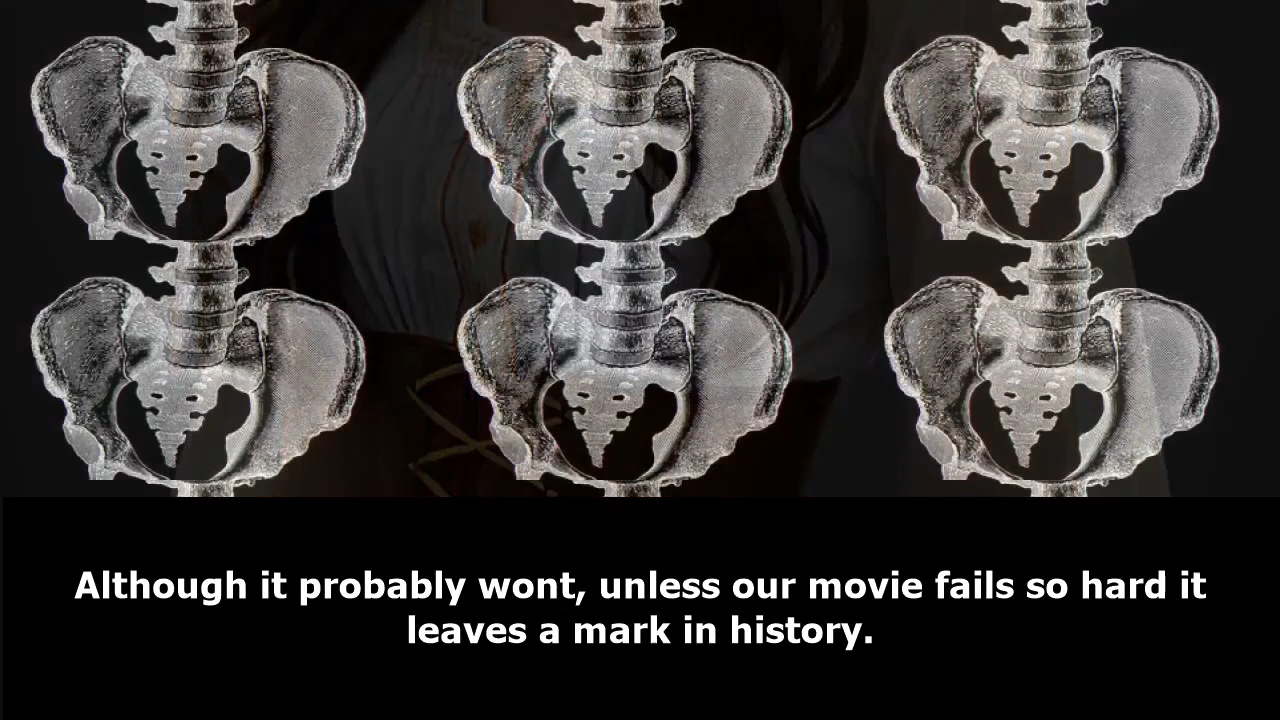 Although it probably wont, unless our movie fails so hard it
leaves a mark in history.